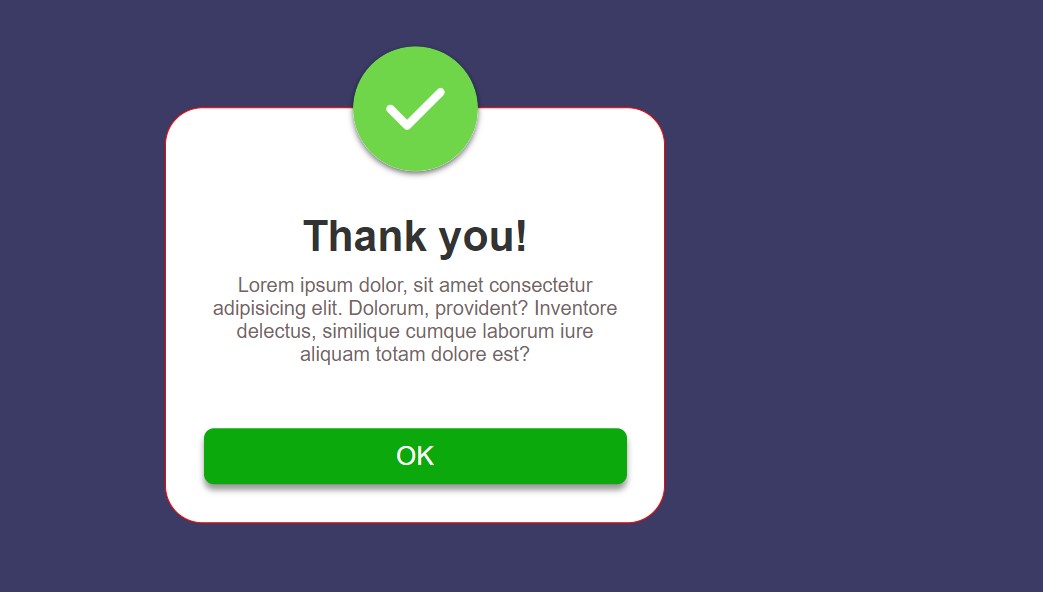 Thank you!
Lorem ipsum dolor, sit amet consectetur
adipisicing elit. Dolorum, provident? Inventore
delectus, similique cumque laborum iure
aliquam totam dolore est?
OK